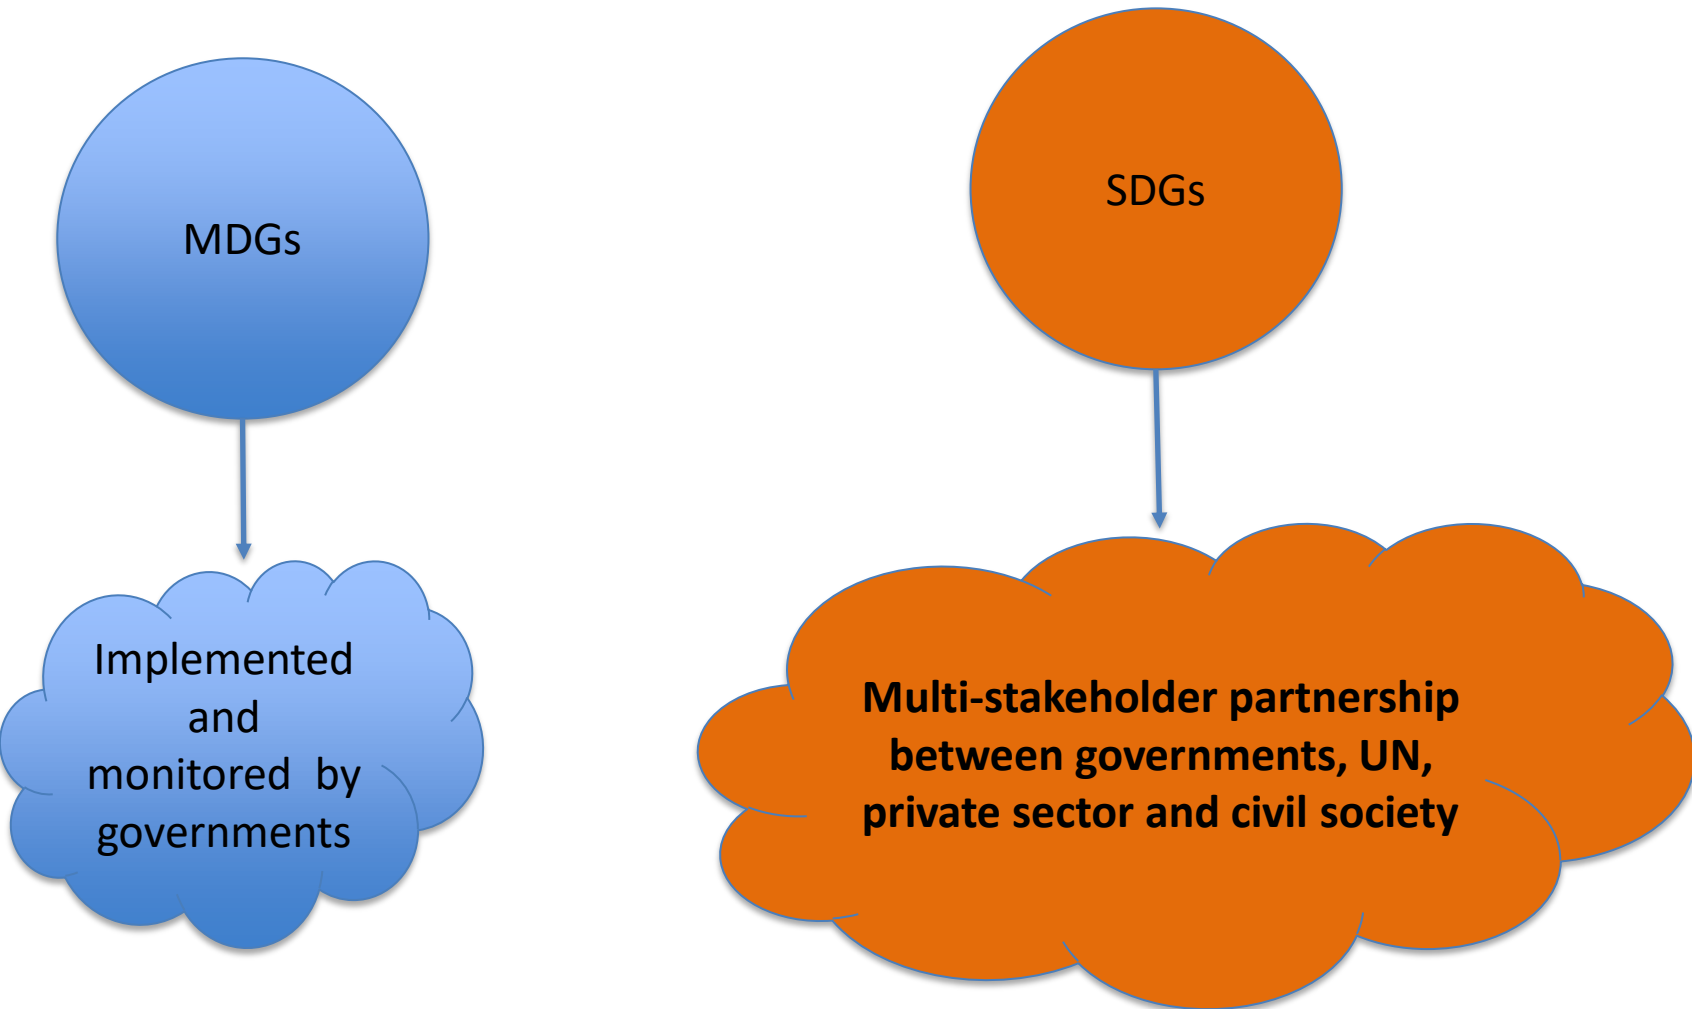 MDGs
Implemented
and
monitored  by
governments
SDGs
Multi-stakeholder partnership
between governments, UN,
private sector and civil society